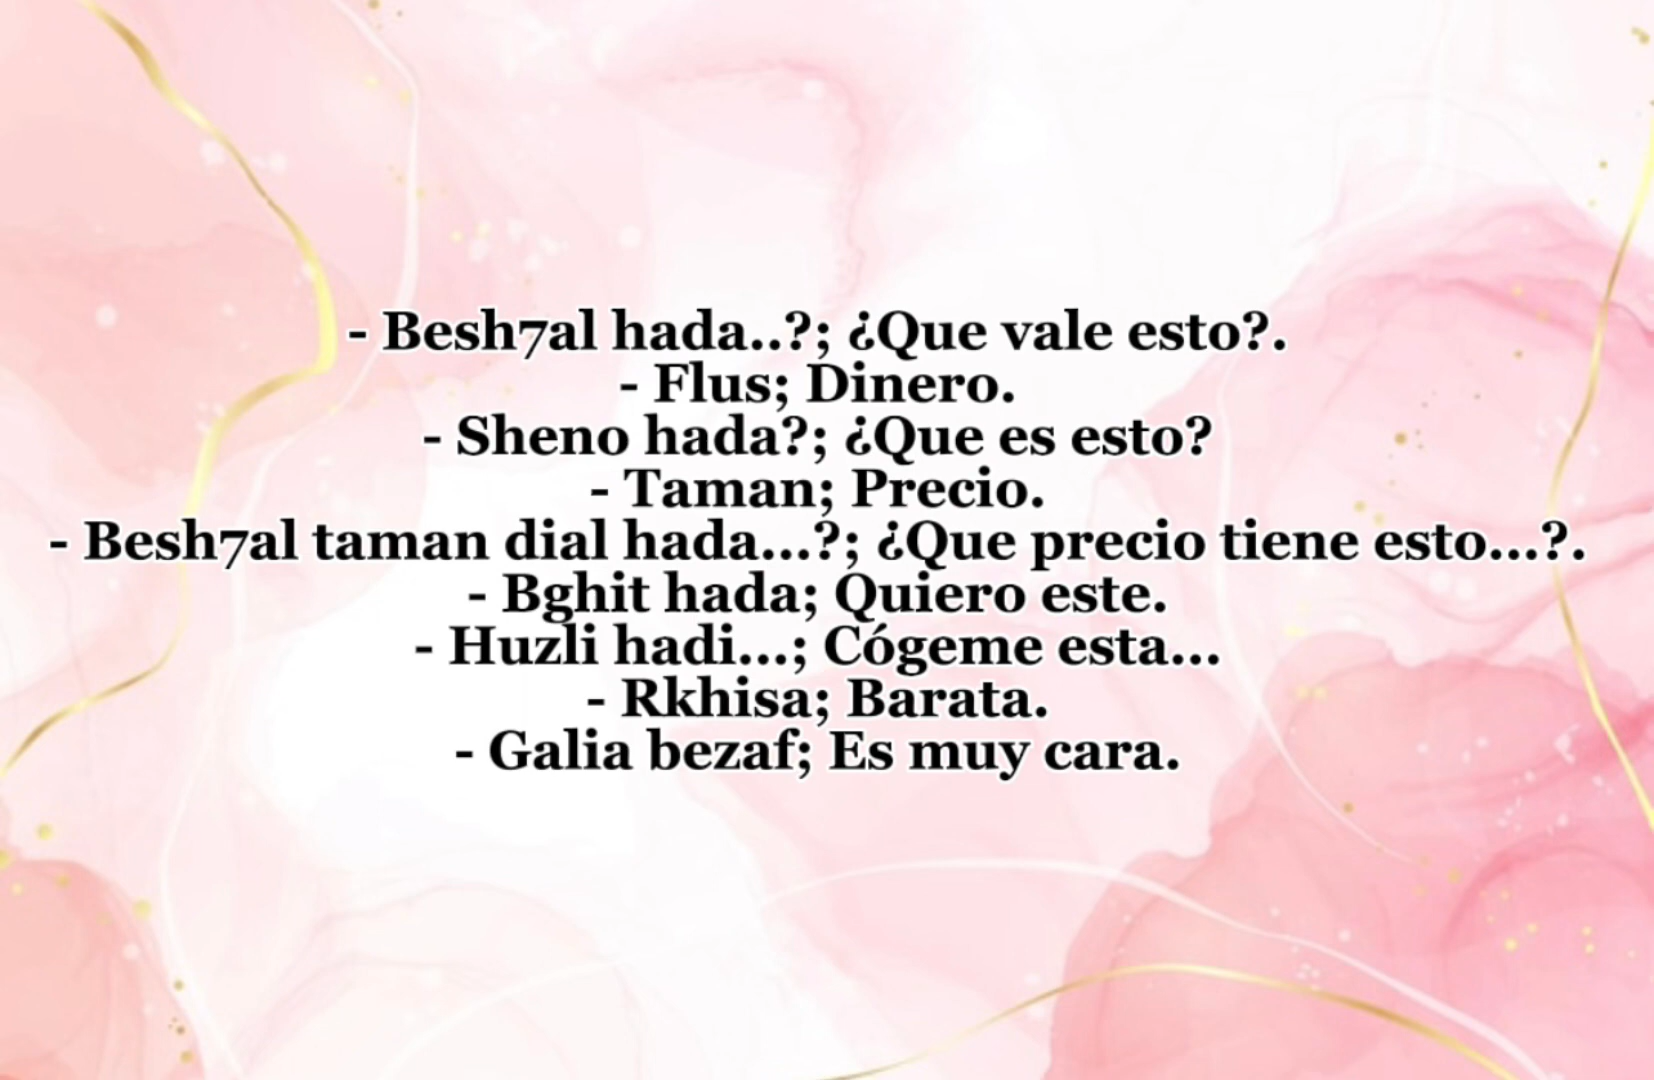 - Besh7al hada..?; ¿Que vale esto?.
- Flus; Dinero.
- Sheno hada?; ¿Que es esto?
- Taman; Precio.
- Besh7al taman dial hada...?; ¿Que precio tiene esto...?.
- Bghit hada; Quiero este.
- Huzli hadi...; Cógeme esta...
- Rkhisa; Barata.
- Galia bezaf; Es muy cara.